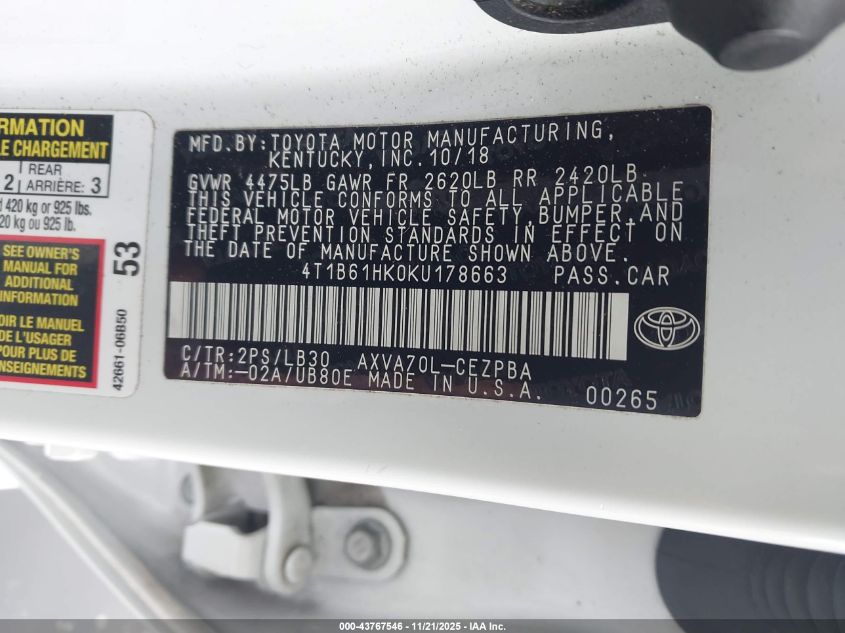 RMATION
LE CHARGEMENT
2 REAR
ARRIÈRE: 3
d 420 kg or 925 lbs.
20 kg ou 925 lb.
SEE OWNER'S
MANUAL FOR
ADDITIONAL
INFORMATION
OIR LE MANUEL
DE L'USAGER
POUR PLUS DE
53
42661-06B50
MFD.BY:TOYOTA MOTOR MANUFACTURING,
KENTUCKY, INC. 10/18
GVWR 4475LB GAWR FR 2620LB RR 2420LB
THIS VEHICLE CONFORMS TO ALL APPLICABLE
FEDERAL MOTOR VEHICLE SAFETY,BUMPER,AND
THEFT PREVENTION STANDARDS IN EFFECT ON
THE DATE OF MANUFACTURE SHOWN ABOVE.
4T1B61HK0KU178663 PASS.CAR
C/TR:2PS/LB30 AXVA70L-CEZPBA
A/TM:-02A/UB80E MADE IN U.S.A.
00265
000-43767546 - 11/21/2025 - IAA Inc.